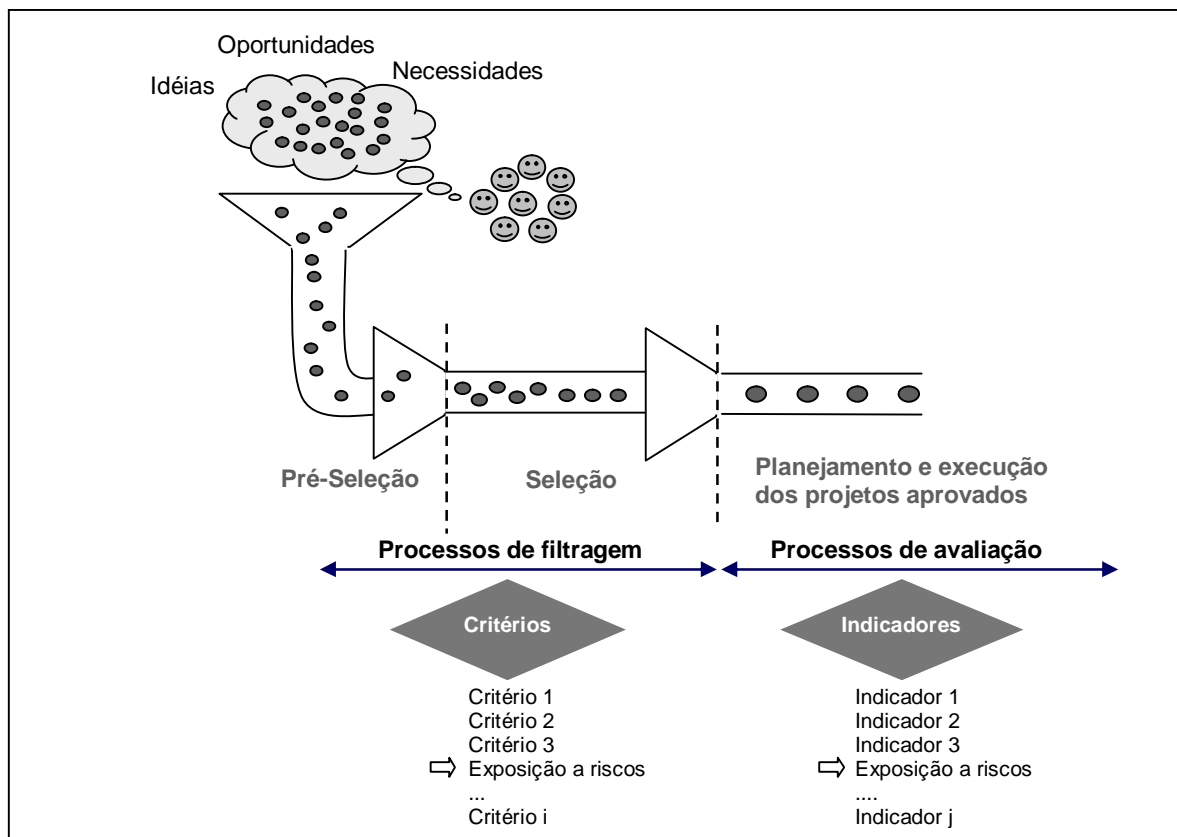 Oportunidades
Necessidades
Idéias
Pré-Seleção
Seleção
Planejamento e execução
dos projetos aprovados
Processos de filtragem
Processos de avaliação
Critérios
Indicadores
Critério 1
Critério 2
Critério 3
Exposição a riscos
...
Critério i
Indicador 1
Indicador 2
Indicador 3
Exposição a riscos
....
Indicador j